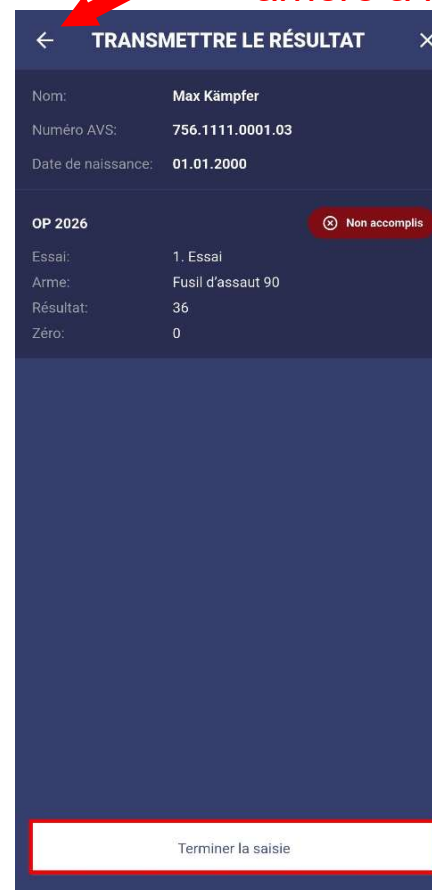 TRANSMETTRE LE RÉSULTAT
Nom: Max Kämpfer
Numéro AVS: 756.1111.0001.03
Date de naissance: 01.01.2000
OP 2026 Non accomplis
Essai: 1. Essai
Arme: Fusil d'assaut 90
Résultat: 36
Zéro: 0
Terminer la saisie